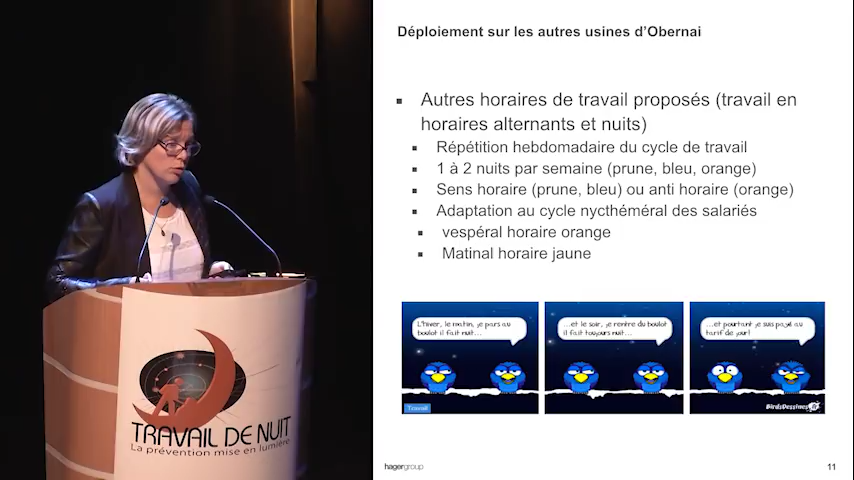 Déploiement sur les autres usines d'Obernai
Autres horaires de travail proposés (travail en
horaires alternants et nuits)
Répétition hebdomadaire du cycle de travail
1 à 2 nuits par semaine (prune, bleu, orange)
Sens horaire (prune, bleu) ou anti horaire (orange)
Adaptation au cycle nycthéméral des salariés
vespéral horaire orange
Matinal horaire jaune
L'hiver, le matin, je pars au
boulot il fait nuit...
...et le soir, je rentre du boulot
il fait toujours nuit...
...et pourtant je suis payé au
tarif de jour!
Travail
BirdsDessinés
hagergroup
11
TRAVAIL DE NUIT
La prévention mise en lumière